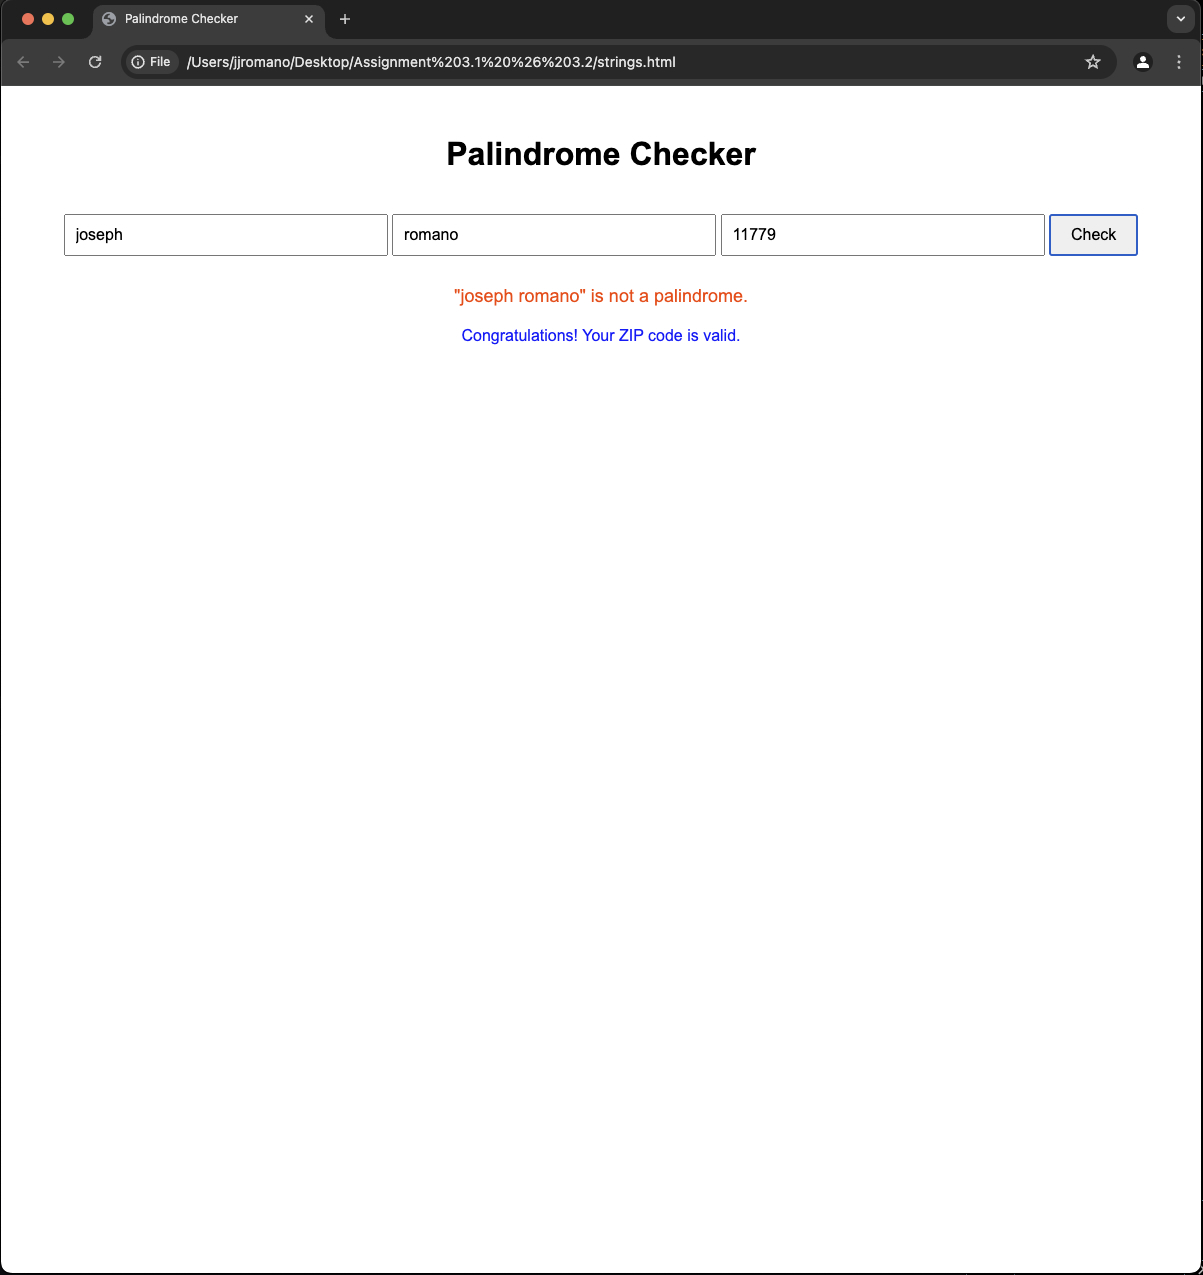 Palindrome Checker
File /Users/jjromano/Desktop/Assignment%203.1%20%26%203.2/strings.html
Palindrome Checker
joseph romano 11779 Check
"joseph romano" is not a palindrome.
Congratulations! Your ZIP code is valid.